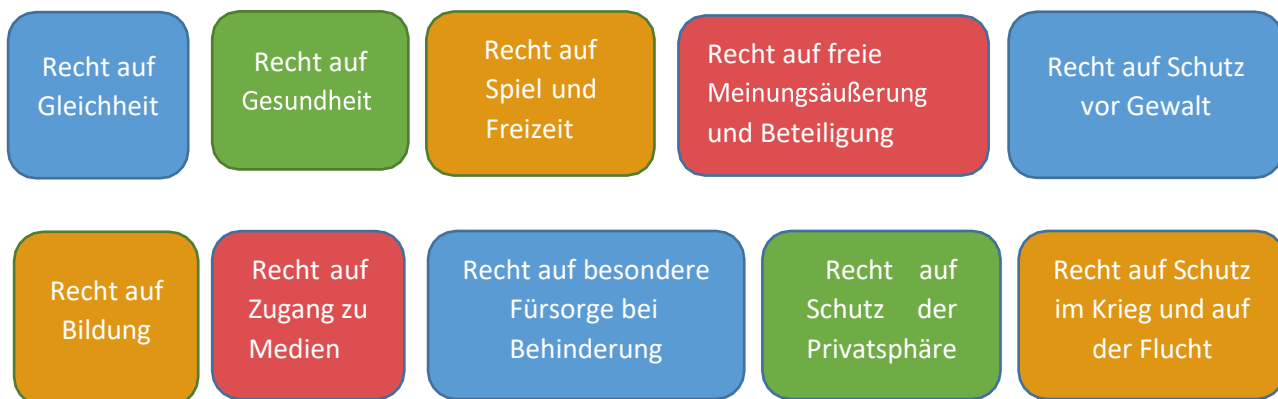 Recht auf
Gleichheit
Recht auf
Gesundheit
Recht auf
Spiel und
Freizeit
Recht auf freie
Meinungsäußerung
und Beteiligung
Recht auf Schutz
vor Gewalt
Recht auf
Bildung
Recht auf
Zugang zu
Medien
Recht auf besondere
Fürsorge bei
Behinderung
Recht auf
Schutz der
Privatsphäre
Recht auf Schutz
im Krieg und auf
der Flucht